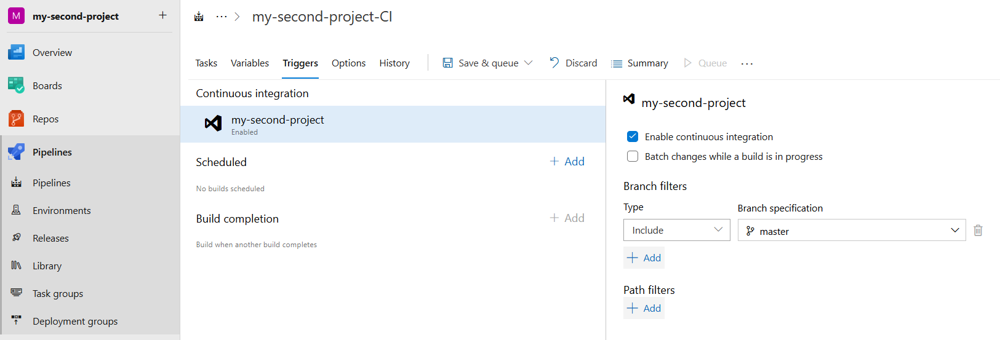 M my-second-project +
Overview
Boards
Repos
Pipelines
Pipelines
Environments
Releases
Library
Task groups
Deployment groups
··· > my-second-project-CI
Tasks Variables Triggers Options History Save & queue Discard Summary Queue ···
Continuous integration
my-second-project
Enabled
Scheduled + Add
No builds scheduled
Build completion + Add
Build when another build completes
my-second-project
Enable continuous integration
Batch changes while a build is in progress
Branch filters
Type Branch specification
Include master
+ Add
Path filters
+ Add